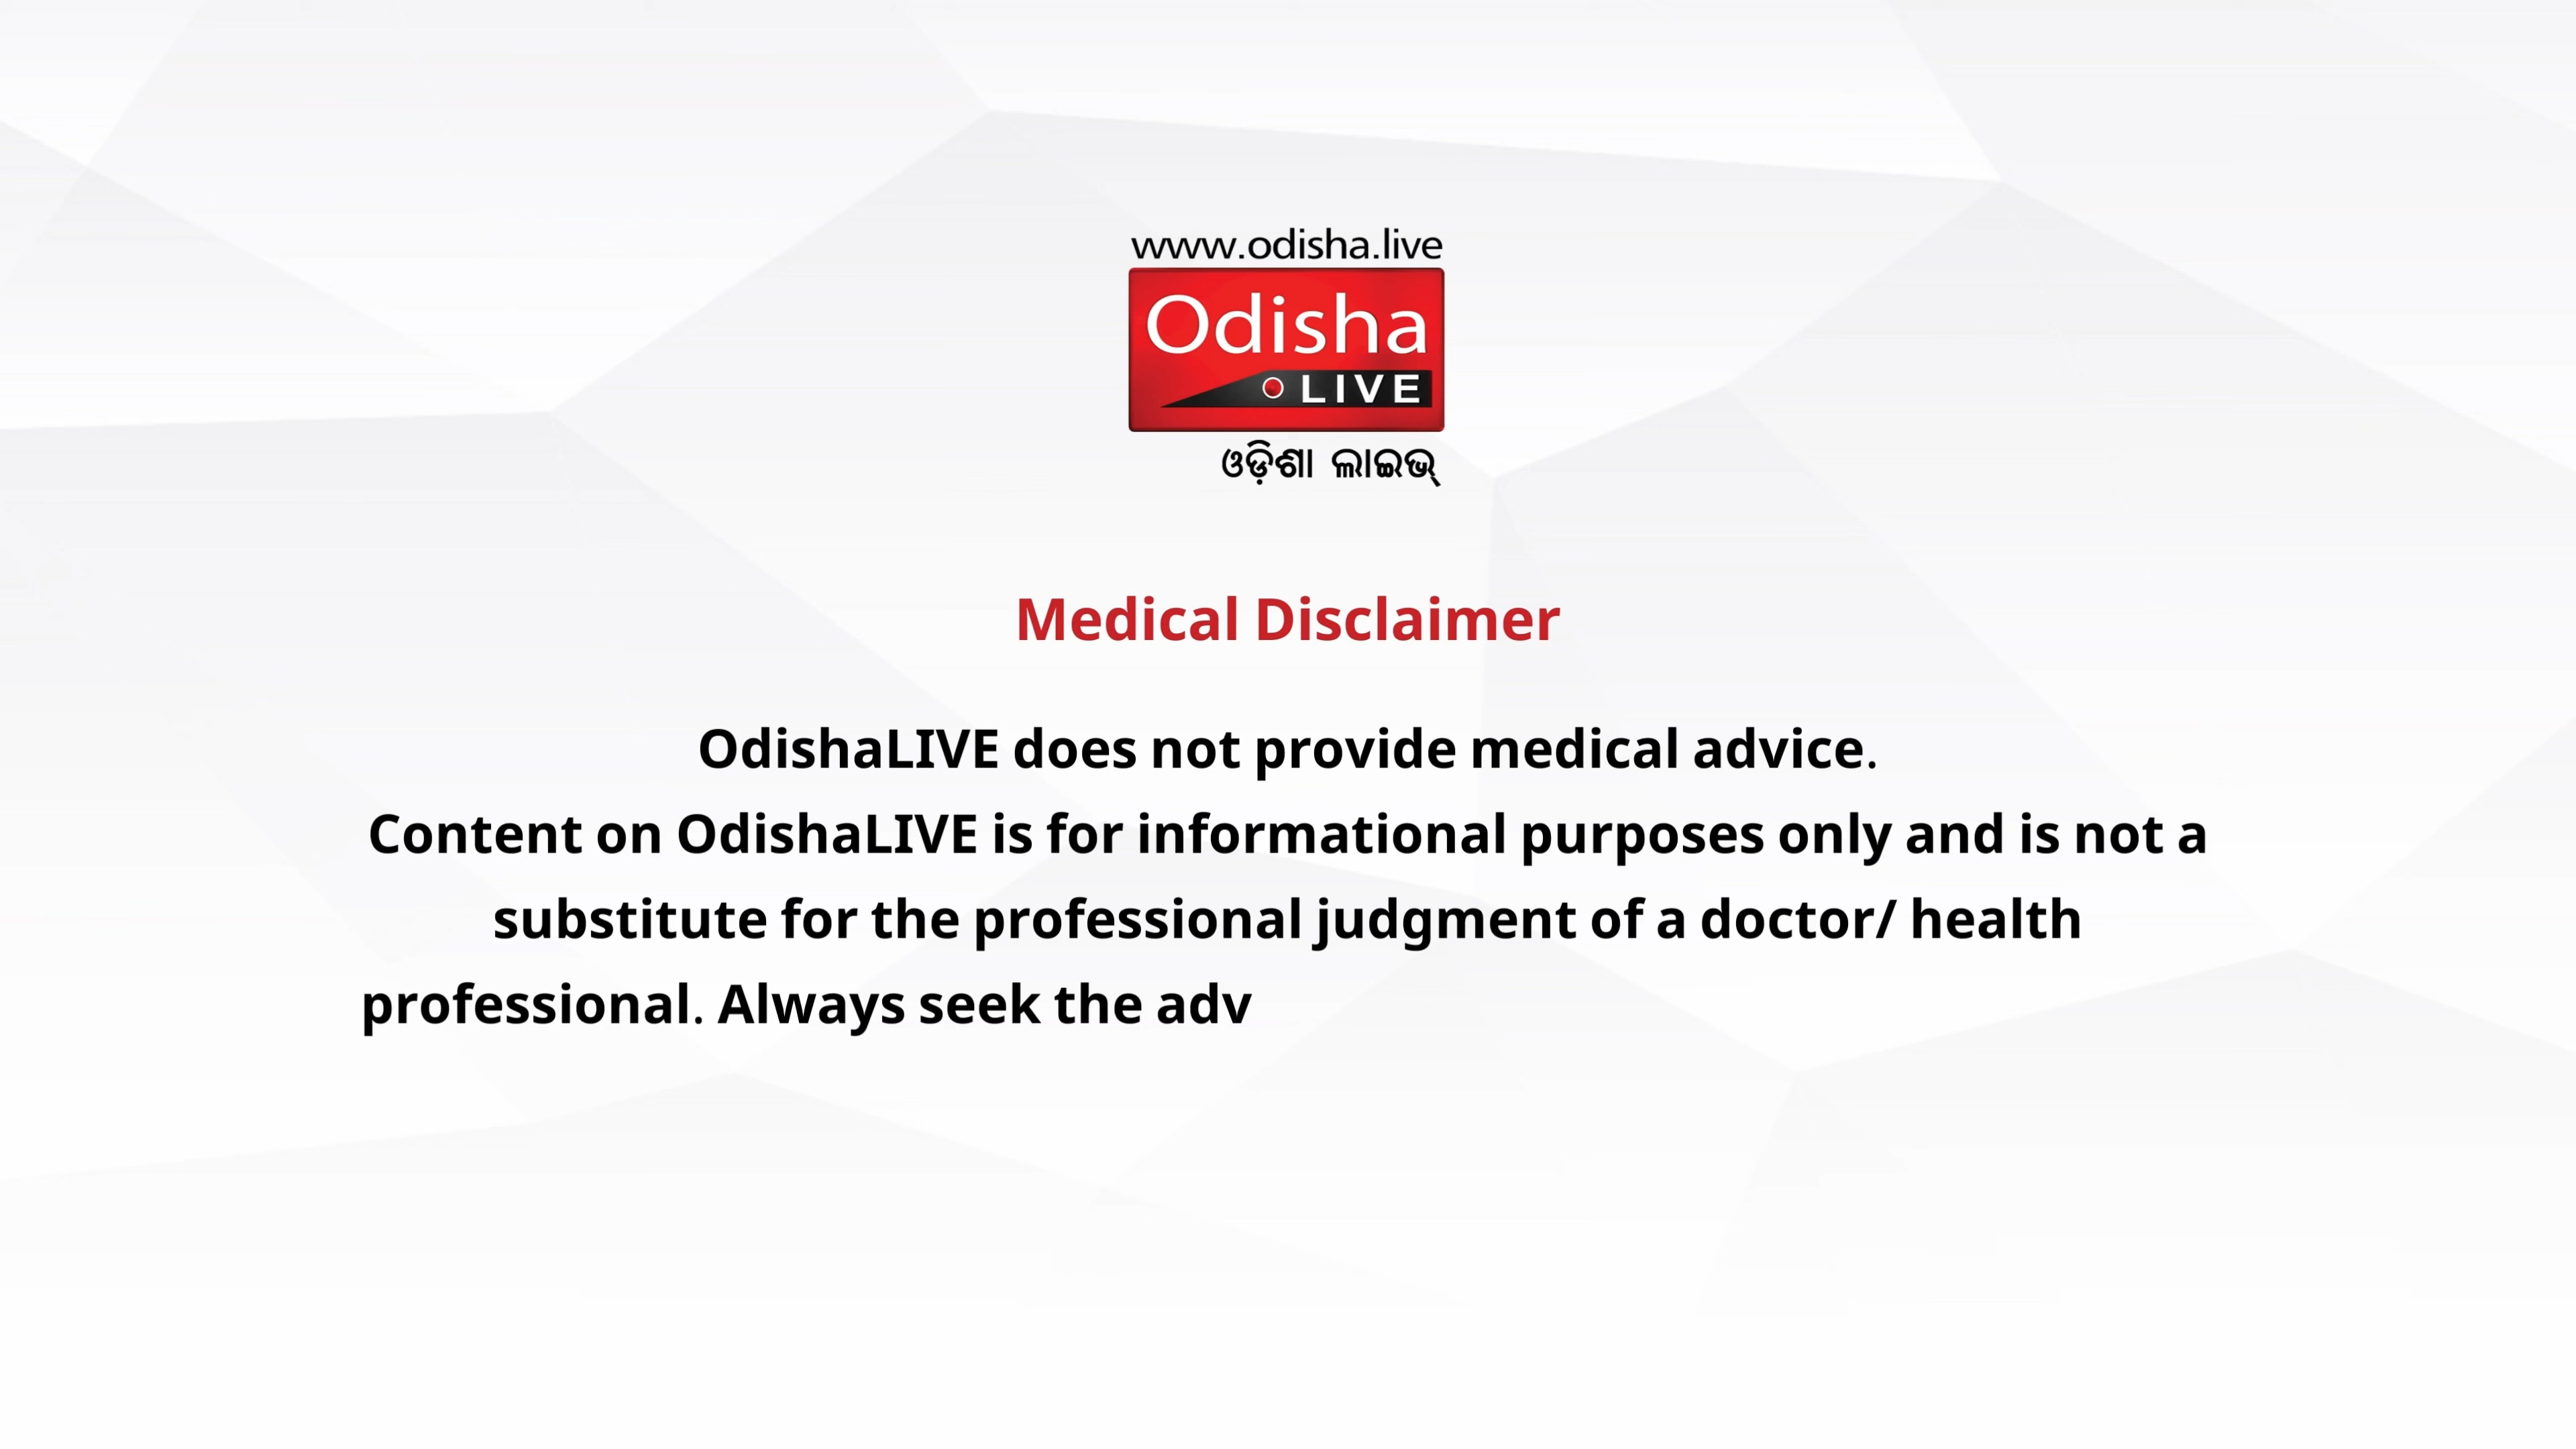 www.odisha.live
Odisha
LIVE
ଓଡ଼ିଶା ଲାଇଭ୍
Medical Disclaimer
OdishaLIVE does not provide medical advice.
Content on OdishaLIVE is for informational purposes only and is not a
substitute for the professional judgment of a doctor/ health
professional. Always seek the adv